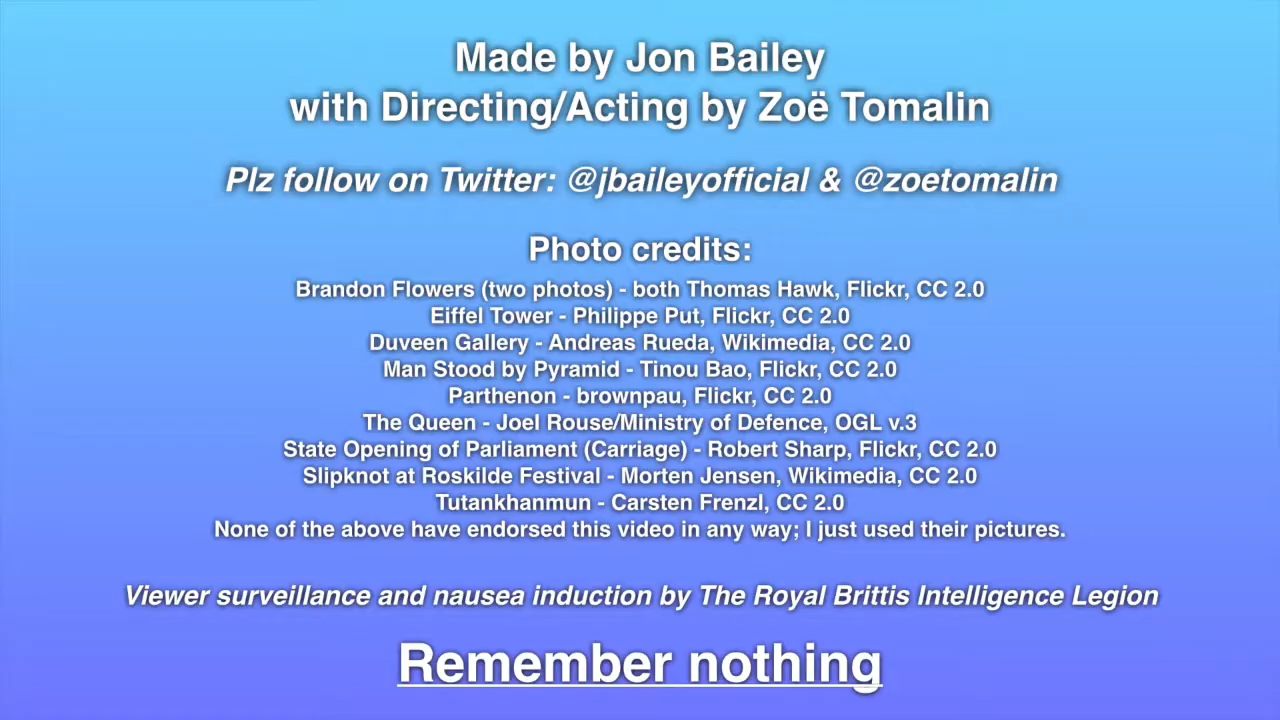 Made by Jon Bailey
with Directing/Acting by Zoë Tomalin
Plz follow on Twitter: @jbaileyofficial & @zoetomalin
Photo credits:
Brandon Flowers (two photos) - both Thomas Hawk, Flickr, CC 2.0
Eiffel Tower - Philippe Put, Flickr, CC 2.0
Duveen Gallery - Andreas Rueda, Wikimedia, CC 2.0
Man Stood by Pyramid - Tinou Bao, Flickr, CC 2.0
Parthenon - brownpau, Flickr, CC 2.0
The Queen - Joel Rouse/Ministry of Defence, OGL v.3
State Opening of Parliament (Carriage) - Robert Sharp, Flickr, CC 2.0
Slipknot at Roskilde Festival - Morten Jensen, Wikimedia, CC 2.0
Tutankhanmun - Carsten Frenzl, CC 2.0
None of the above have endorsed this video in any way; I just used their pictures.
Viewer surveillance and nausea induction by The Royal Brittis Intelligence Legion
Remember nothing